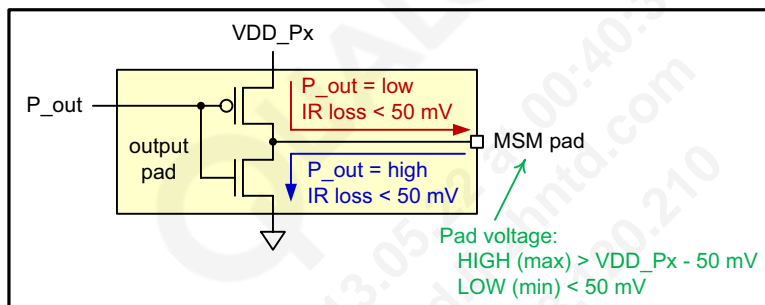 VDD_Px
P_out = low
IR loss < 50 mV
P_out
output
pad
MSM pad
P_out = high
IR loss < 50 mV
Pad voltage:
HIGH (max) > VDD_Px - 50 mV
LOW (min) < 50 mV